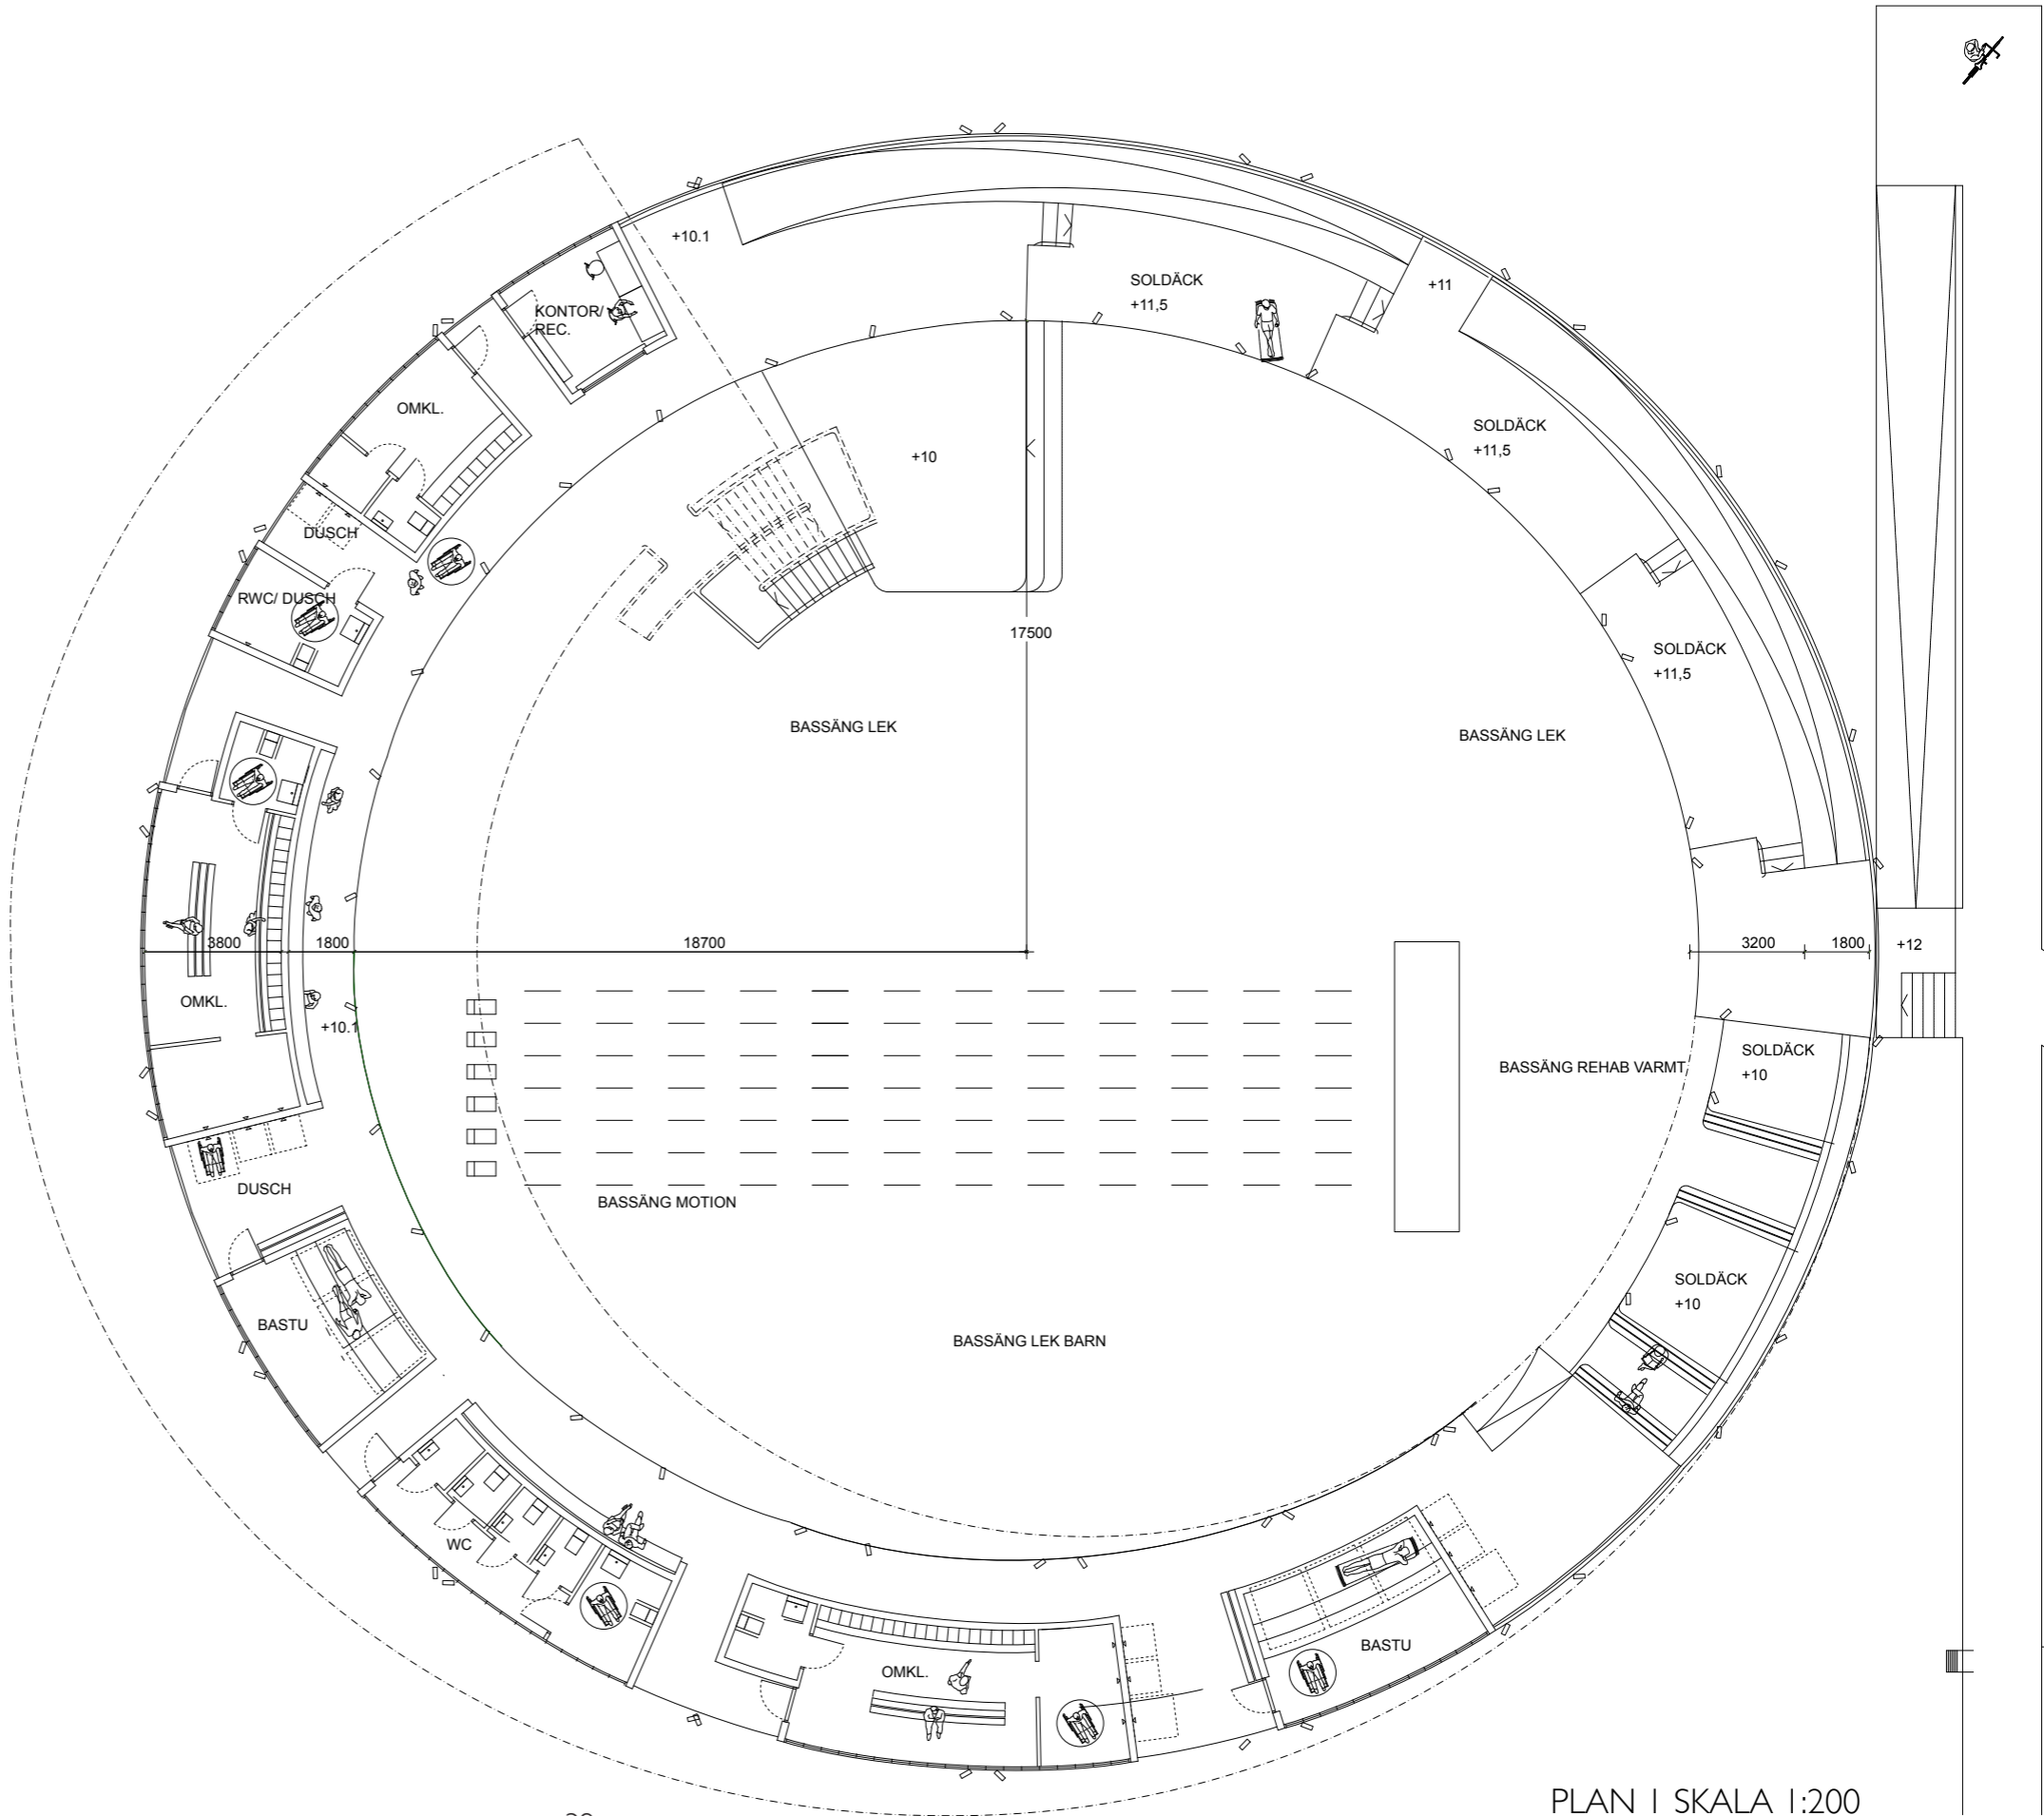 +10.1
SOLDÄCK
+11,5
+11
KONTOR/
REC.
OMKL.
SOLDÄCK
+11,5
+10
DUSCH
RWC/ DUSCH
17500
SOLDÄCK
+11,5
BASSÄNG LEK
BASSÄNG LEK
3800
1800
18700
3200
1800
+12
OMKL.
+10.1
SOLDÄCK
+10
BASSÄNG REHAB VARMT
DUSCH
BASSÄNG MOTION
SOLDÄCK
+10
BASTU
BASSÄNG LEK BARN
WC
BASTU
OMKL.
PLAN 1 SKALA 1:200